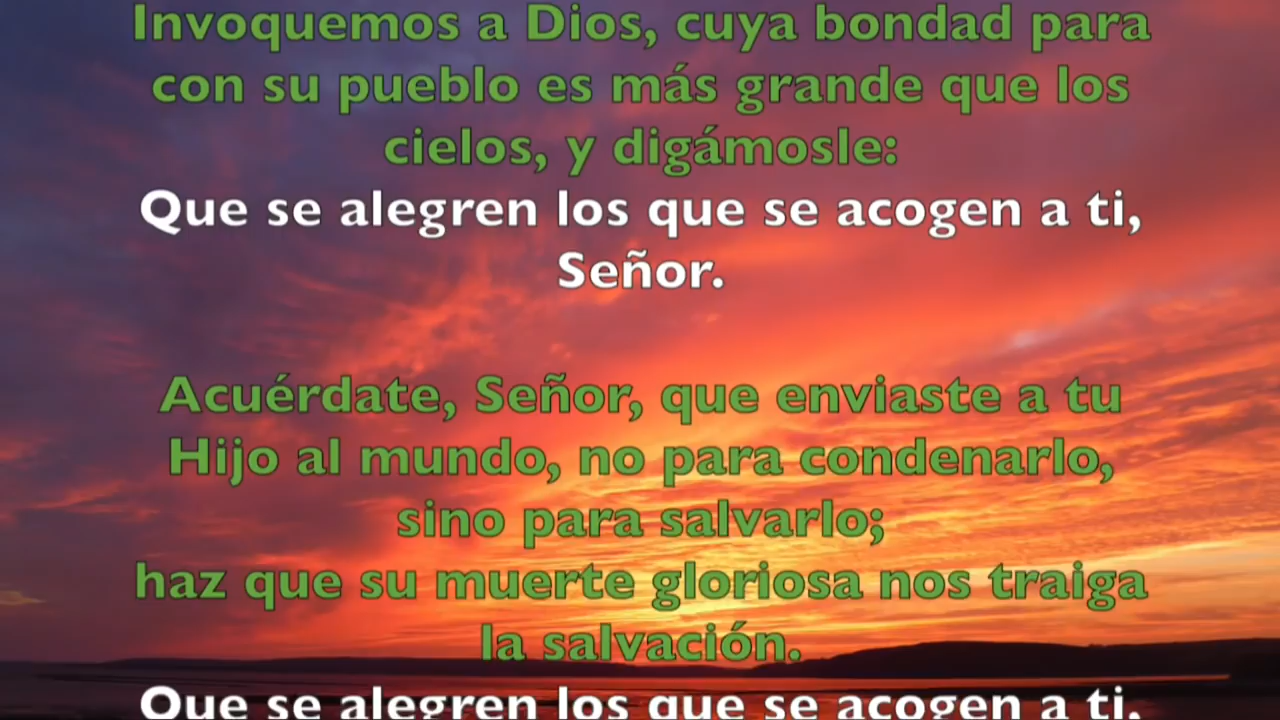 Invoquemos a Dios, cuya bondad para
con su pueblo es más grande que los
cielos, y digámosle:
Que se alegren los que se acogen a ti,
Señor.
Acuérdate, Señor, que enviaste a tu
Hijo al mundo, no para condenarlo,
sino para salvarlo;
haz que su muerte gloriosa nos traiga
la salvación.
Que se alegren los que se acogen a ti,